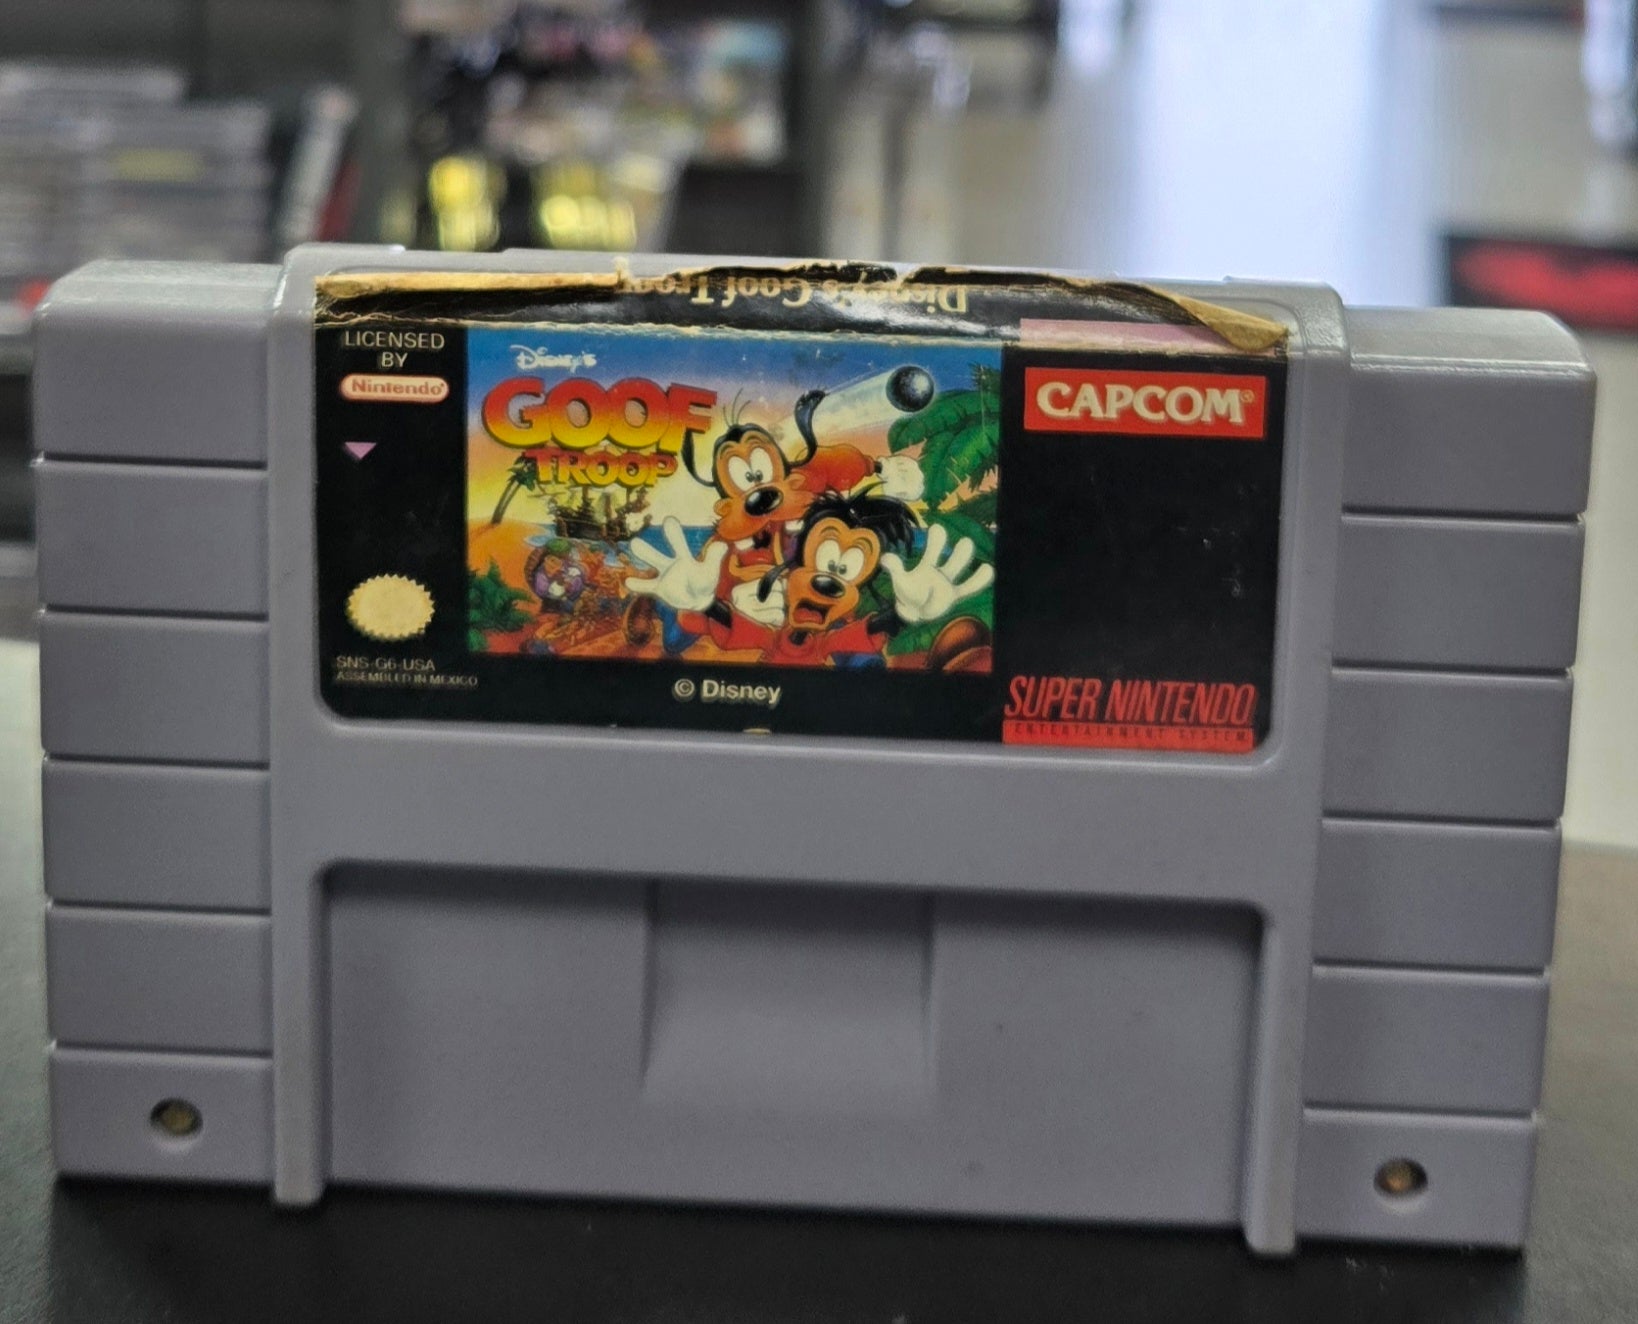 Disney's Goof Troop
LICENSED
BY
Nintendo®
Disney's
GOOF
TROOP
CAPCOM®
SNS-G6-USA
ASSEMBLED IN MEXICO
© Disney
SUPER NINTENDO
ENTERTAINMENT SYSTEM